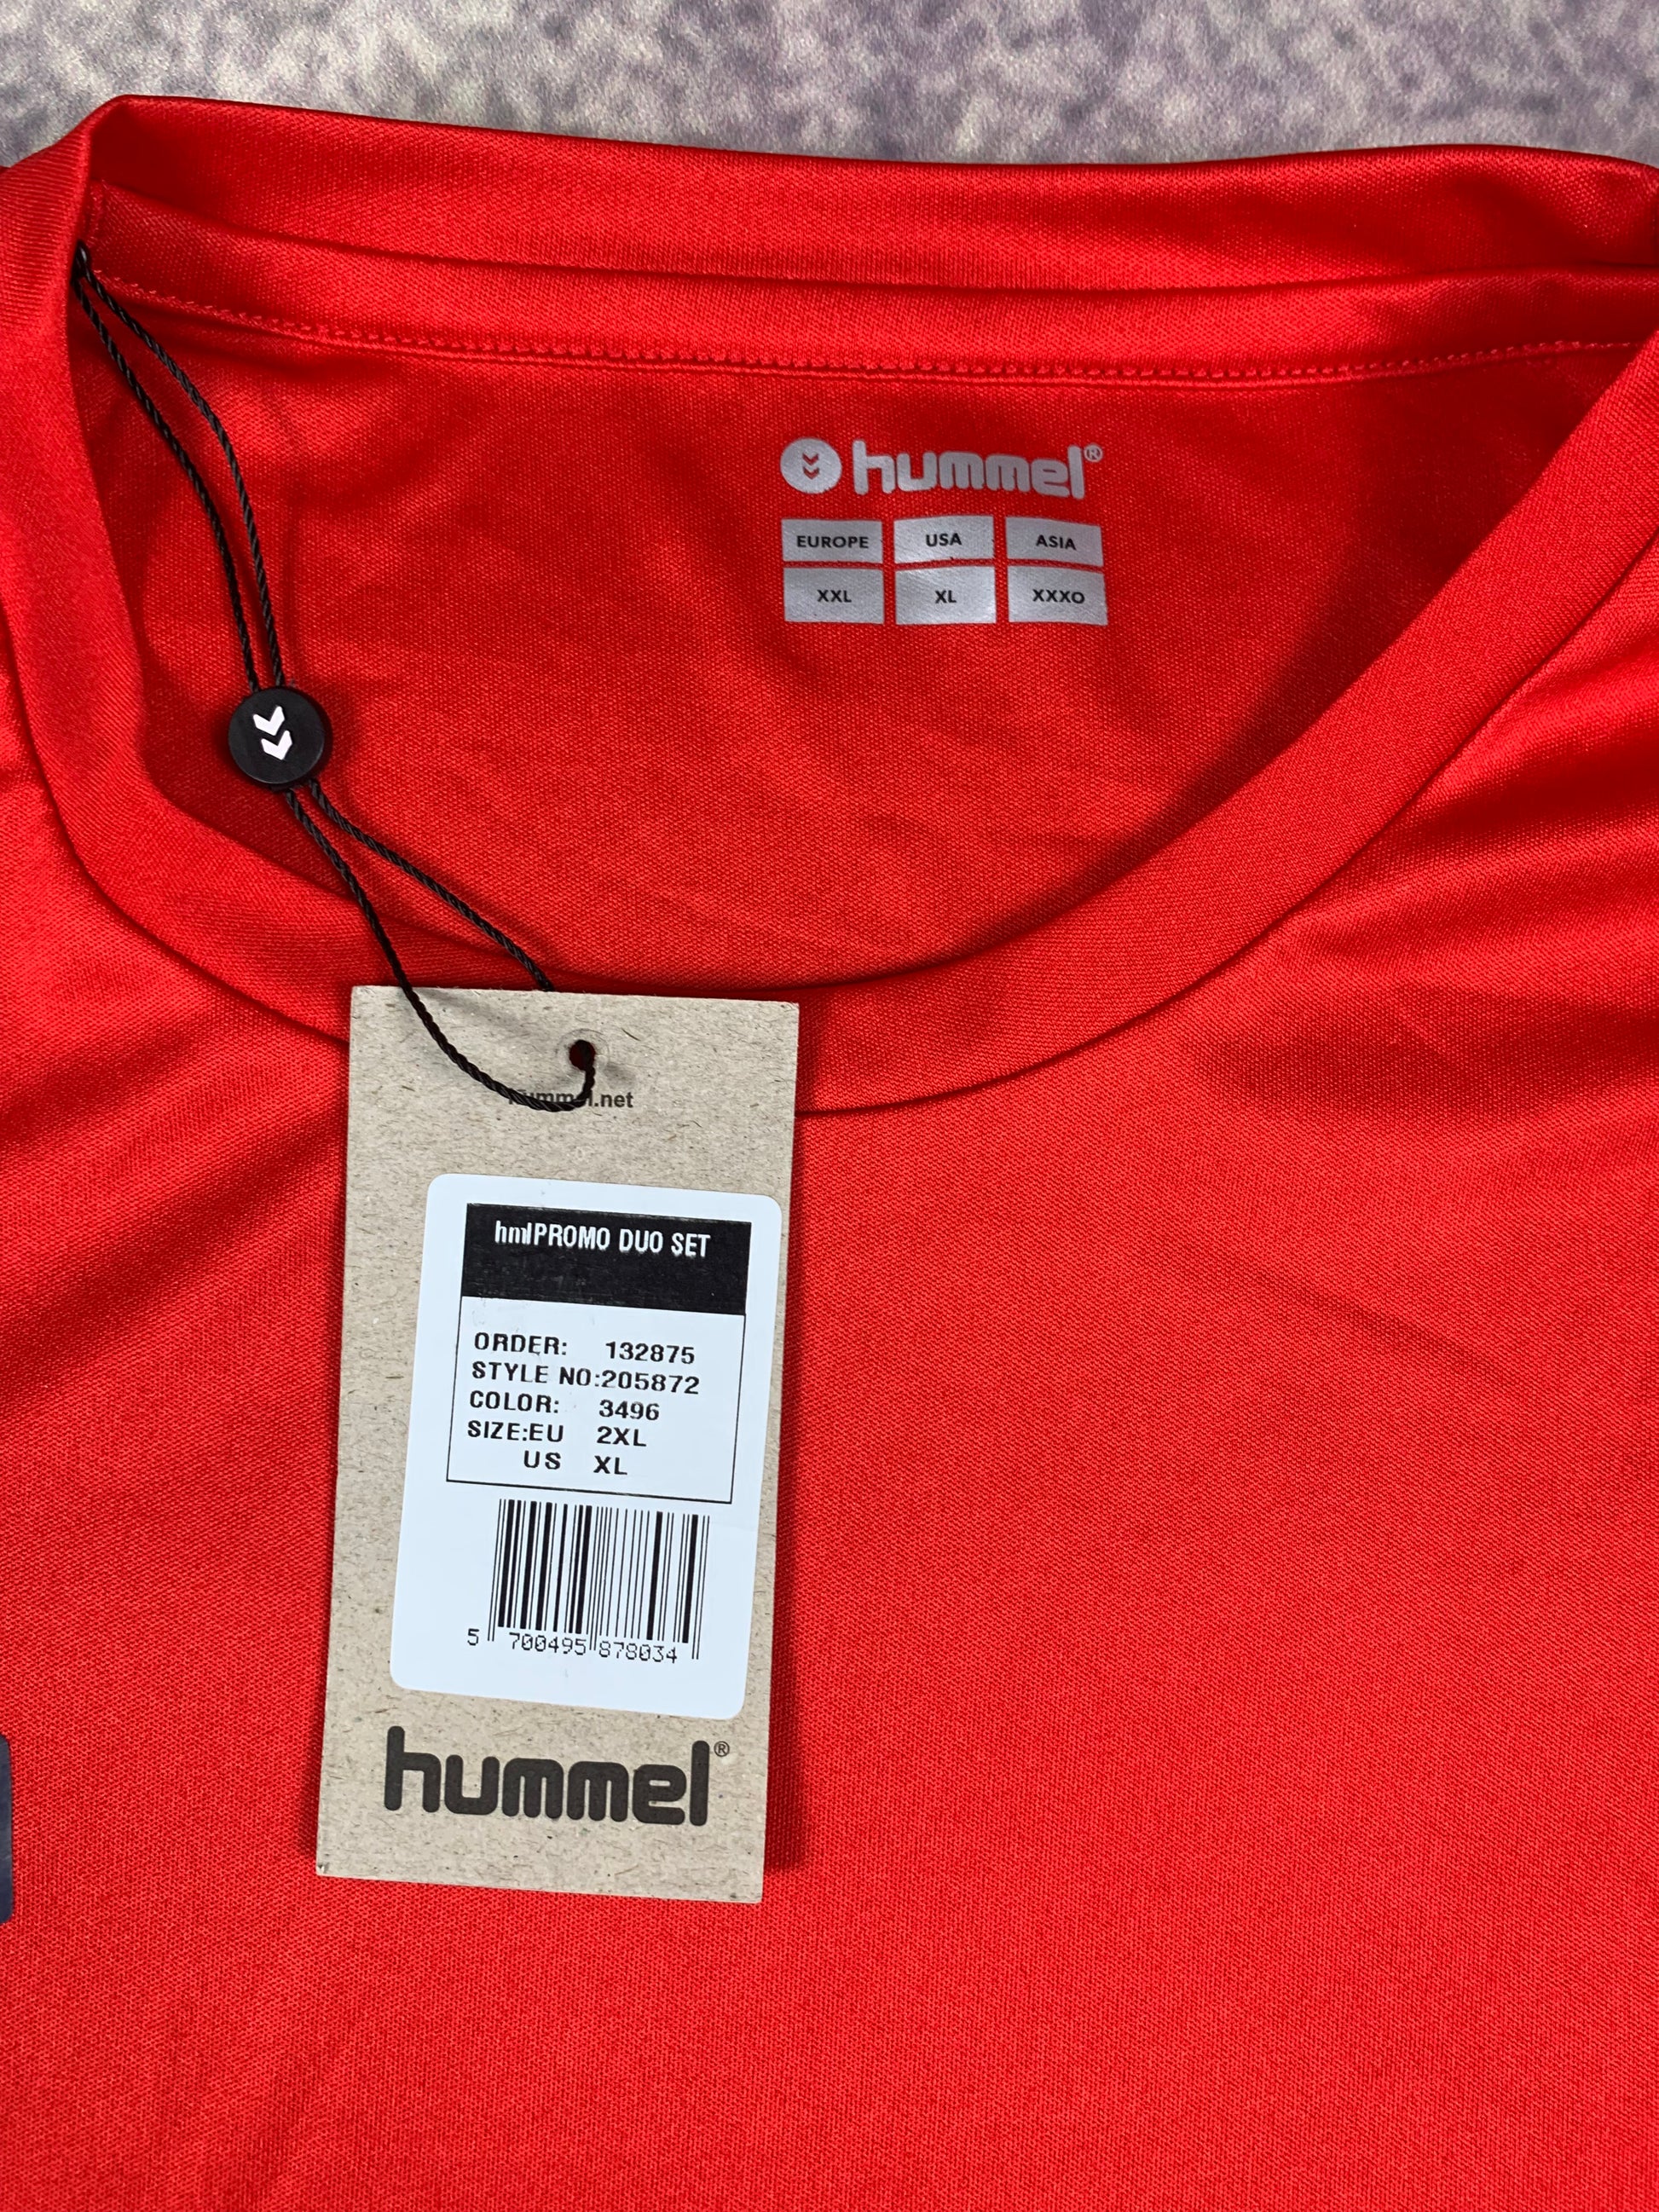 hummel®
EUROPE USA ASIA
XXL XL XXXO
hummel.net
hmlPROMO DUO SET
ORDER: 132875
STYLE NO:205872
COLOR: 3496
SIZE:EU 2XL
US XL
5 700495 878034
hummel®